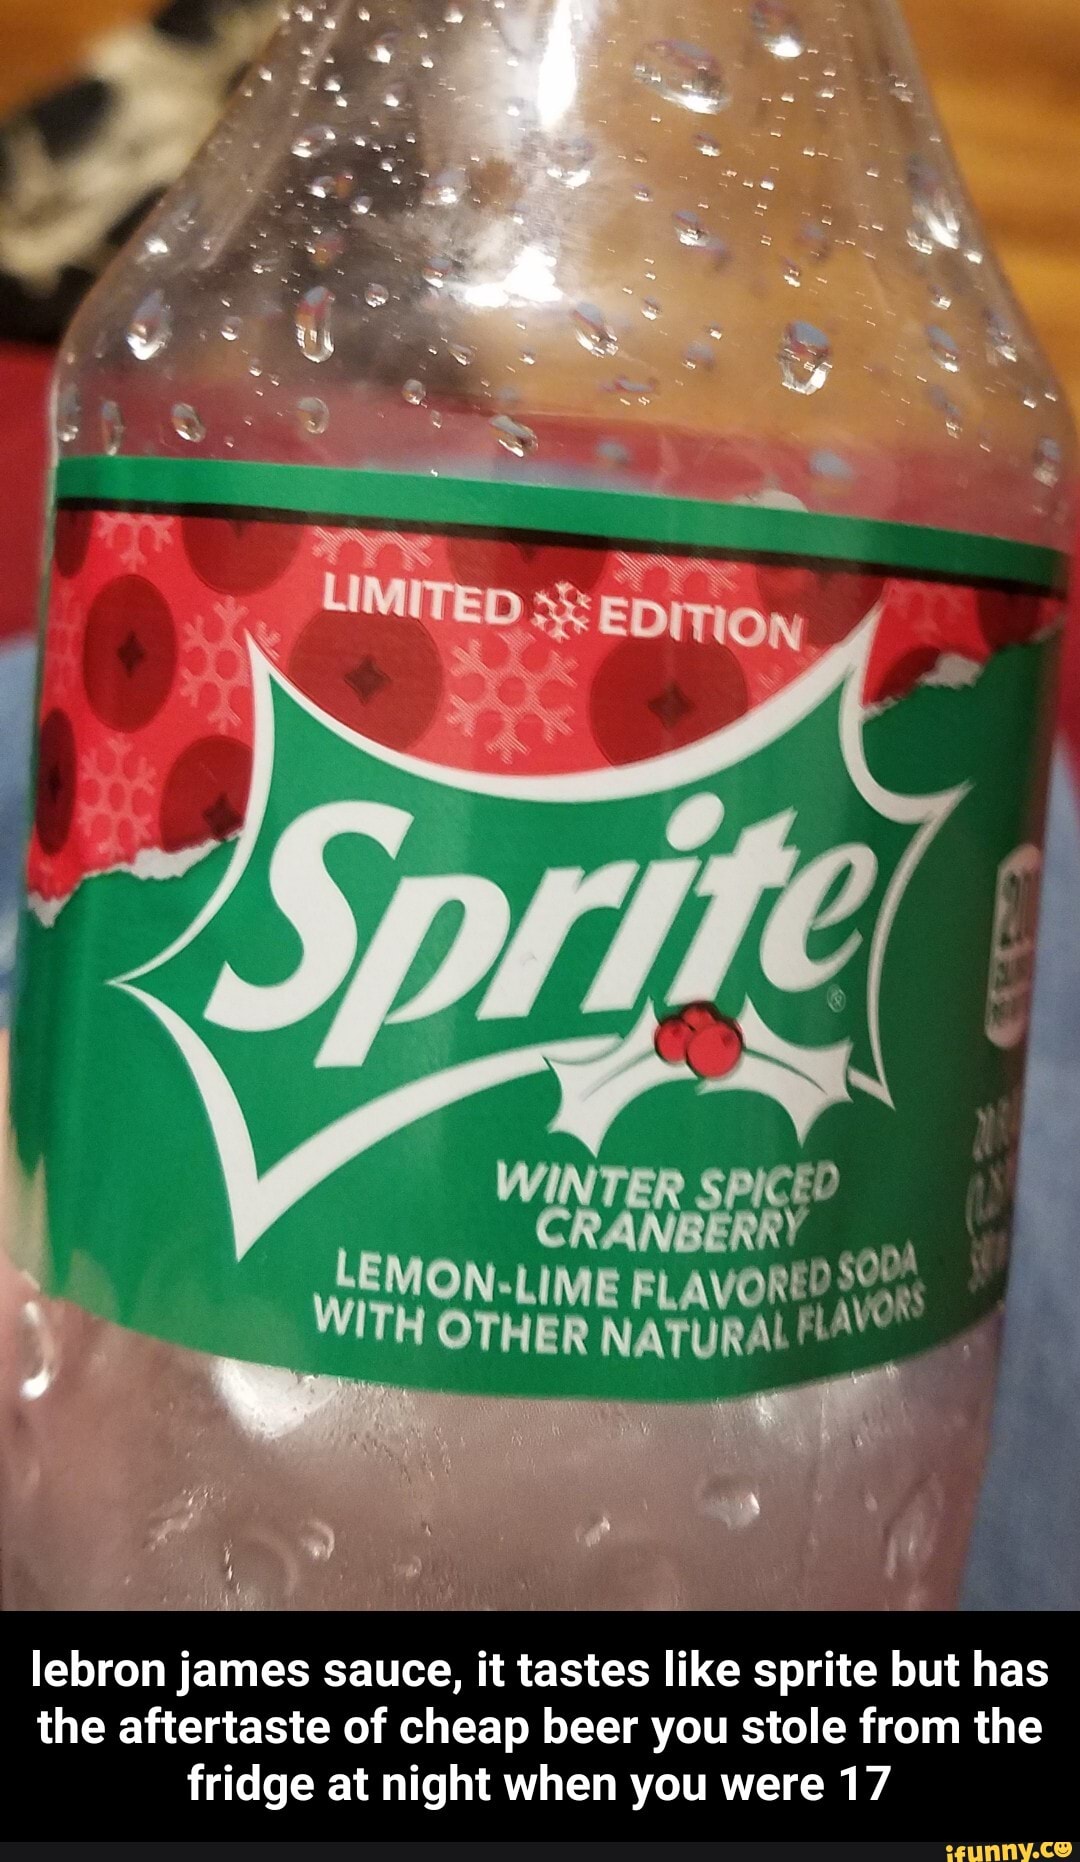 LIMITED EDITION
Sprite
WINTER SPICED
CRANBERRY
LEMON-LIME FLAVORED SODA
WITH OTHER NATURAL FLAVORS
lebron james sauce, it tastes like sprite but has
the aftertaste of cheap beer you stole from the
fridge at night when you were 17
ifunny.co